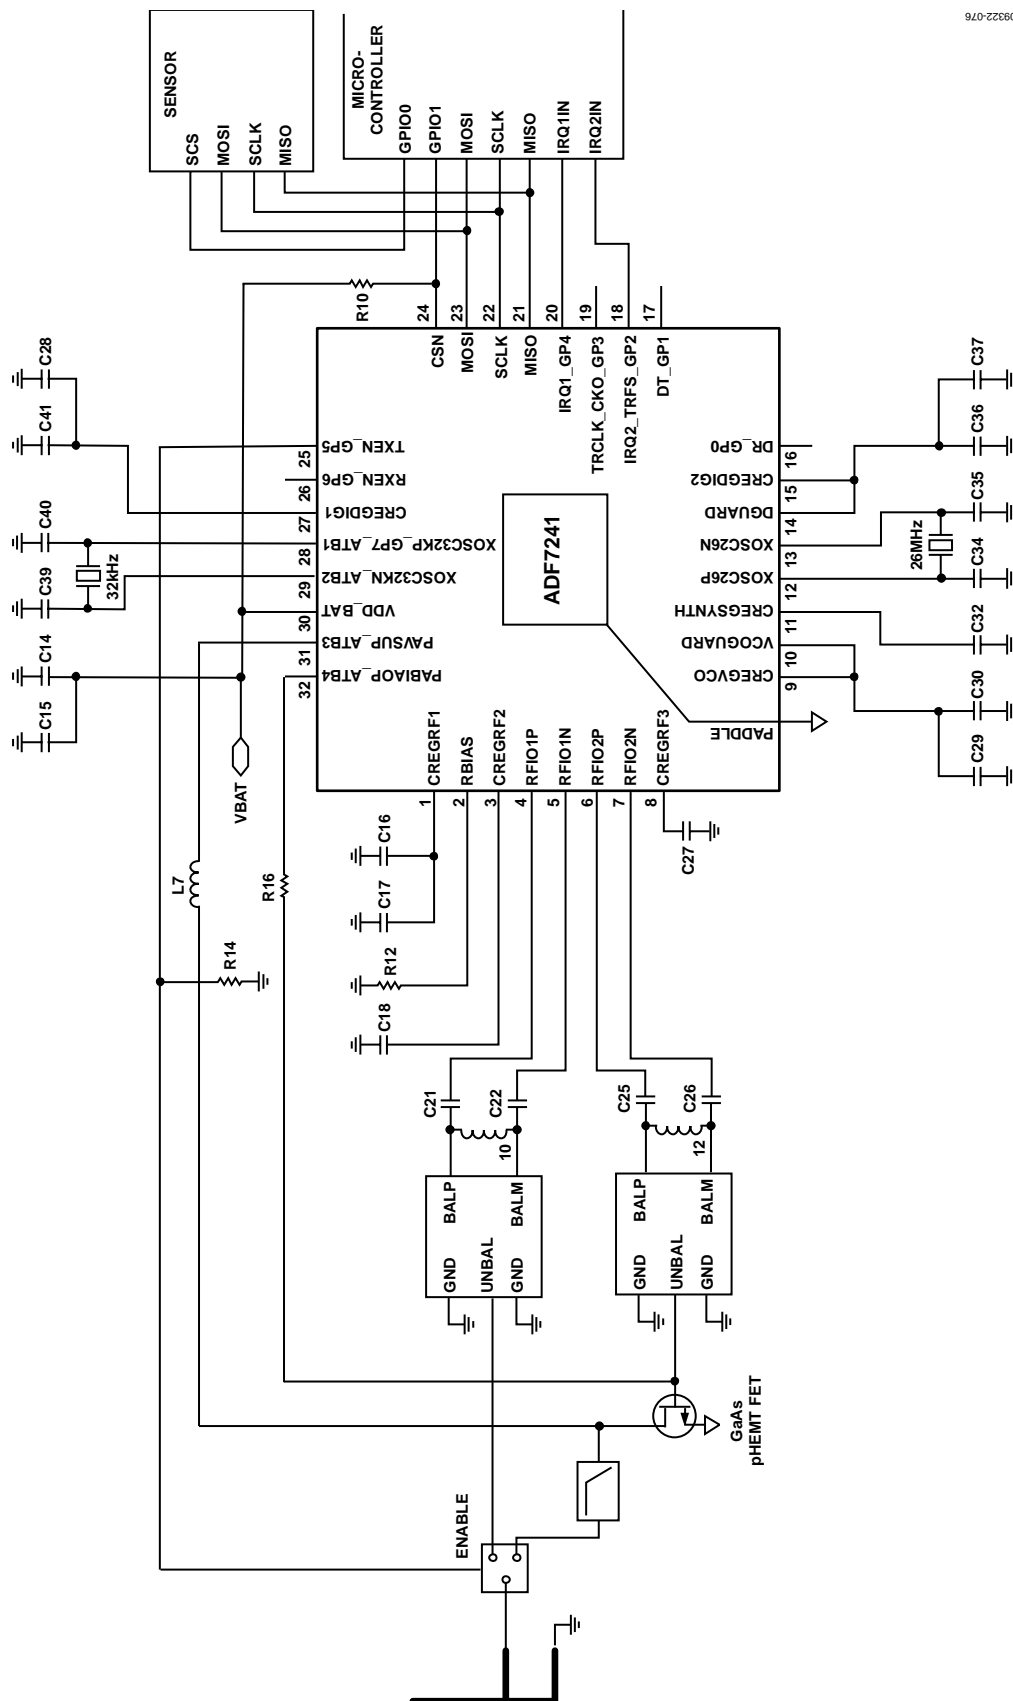 09322-076
SENSOR
SCS
MOSI
SCLK
MISO
MICRO-
CONTROLLER
GPIO0
GPIO1
MOSI
SCLK
MISO
IRQ1IN
IRQ2IN
R10
24
23
22
21
20
19
18
17
CSN
MOSI
SCLK
MISO
IRQ1_GP4
TRCLK_CKO_GP3
IRQ2_TRFS_GP2
DT_GP1
C28
C41
C40
C39
32kHz
C14
C15
VBAT
25
26
27
28
29
30
31
32
TXEN_GP5
RXEN_GP6
CREGDIG1
XOSC32KP_GP7_ATB1
XOSC32KN_ATB2
VDD_BAT
PAVSUP_ATB3
PABIAOP_ATB4
ADF7241
DR_GP0
CREGDIG2
DGUARD
XOSC26N
XOSC26P
CREGSYNTH
VCOGUARD
CREGVCO
PADDLE
16
15
14
13
12
11
10
9
C37
C36
C35
26MHz
C34
C32
C30
C29
CREGRF1
RBIAS
CREGRF2
RFIO1P
RFIO1N
RFIO2P
RFIO2N
CREGRF3
1
2
3
4
5
6
7
8
C16
C17
R12
C18
C27
L7
R16
R14
C21
C22
10
C25
C26
12
BALP
BALM
GND
UNBAL
GND
BALP
BALM
GND
UNBAL
GND
GaAs
pHEMT FET
ENABLE